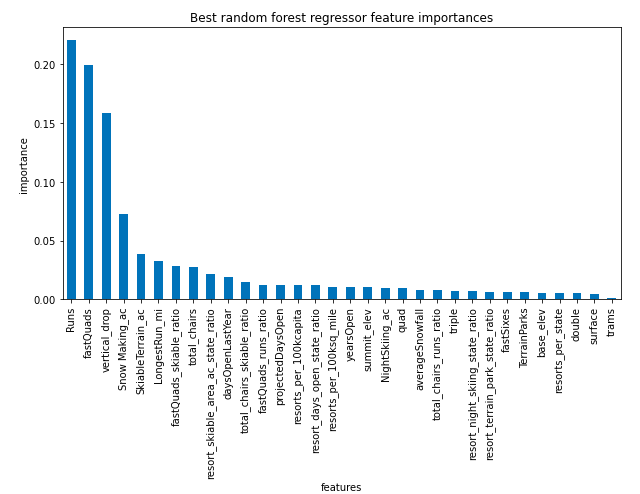 Best random forest regressor feature importances
importance
0.20
0.15
0.10
0.05
0.00
Runs
fastQuads
vertical_drop
Snow Making_ac
SkiableTerrain_ac
LongestRun_mi
fastQuads_skiable_ratio
total_chairs
resort_skiable_area_ac_state_ratio
daysOpenLastYear
total_chairs_skiable_ratio
fastQuads_runs_ratio
projectedDaysOpen
resorts_per_100kcapita
resort_days_open_state_ratio
resorts_per_100ksq_mile
yearsOpen
summit_elev
NightSkiing_ac
quad
averageSnowfall
total_chairs_runs_ratio
triple
resort_night_skiing_state_ratio
resort_terrain_park_state_ratio
fastSixes
TerrainParks
base_elev
resorts_per_state
double
surface
trams
features